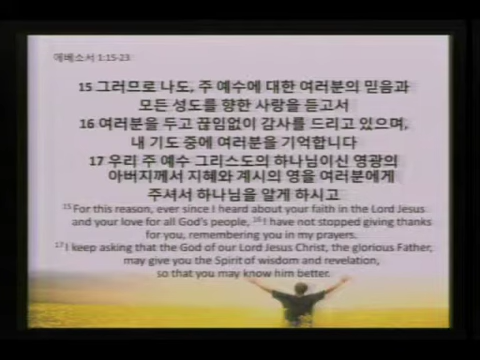 에베소서 1:15-23
15 그러므로 나도, 주 예수에 대한 여러분의 믿음과
모든 성도를 향한 사랑을 듣고서
16 여러분을 두고 끊임없이 감사를 드리고 있으며,
내 기도 중에 여러분을 기억합니다
17 우리 주 예수 그리스도의 하나님이신 영광의
아버지께서 지혜와 계시의 영을 여러분에게
주셔서 하나님을 알게 하시고
15 For this reason, ever since I heard about your faith in the Lord Jesus
and your love for all God's people, 16 I have not stopped giving thanks
for you, remembering you in my prayers.
17 I keep asking that the God of our Lord Jesus Christ, the glorious Father,
may give you the Spirit of wisdom and revelation,
so that you may know him better.